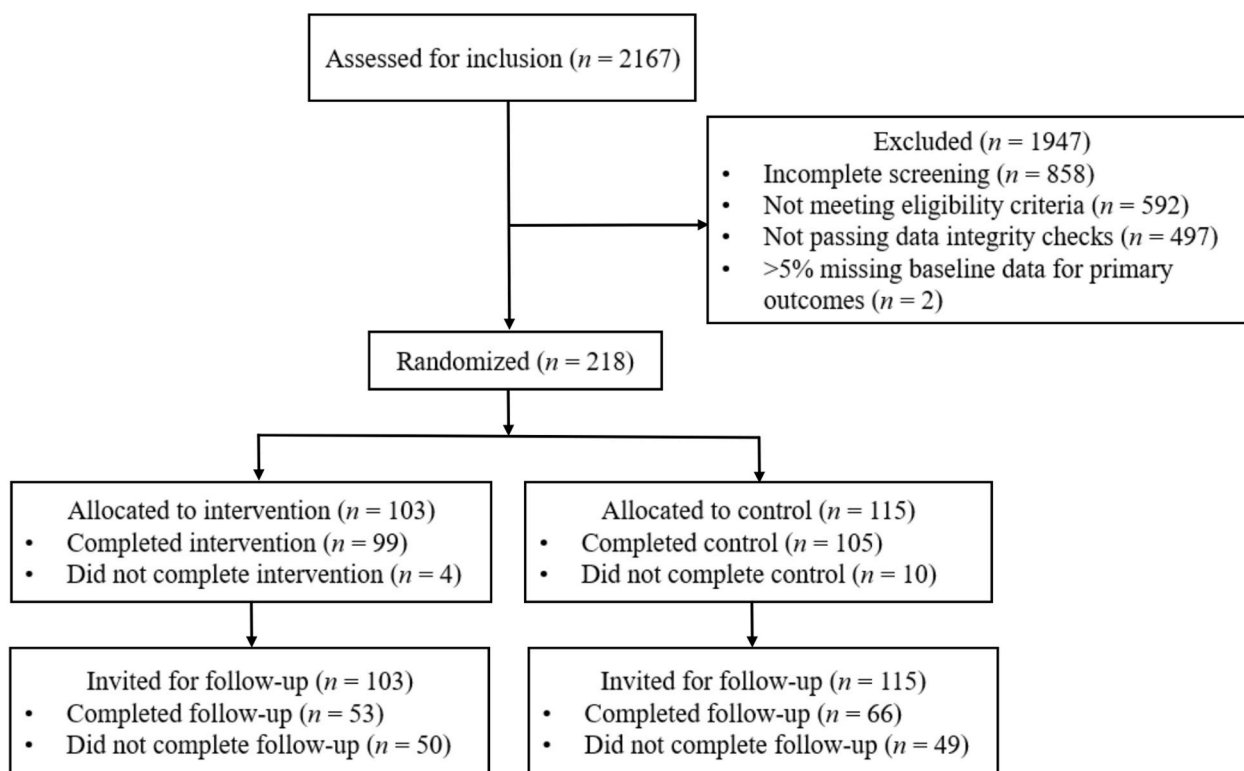 Assessed for inclusion (n = 2167)
Excluded (n = 1947)
• Incomplete screening (n = 858)
• Not meeting eligibility criteria (n = 592)
• Not passing data integrity checks (n = 497)
• >5% missing baseline data for primary
outcomes (n = 2)
Randomized (n = 218)
Allocated to intervention (n = 103)
• Completed intervention (n = 99)
• Did not complete intervention (n = 4)
Allocated to control (n = 115)
• Completed control (n = 105)
• Did not complete control (n = 10)
Invited for follow-up (n = 103)
• Completed follow-up (n = 53)
• Did not complete follow-up (n = 50)
Invited for follow-up (n = 115)
• Completed follow-up (n = 66)
• Did not complete follow-up (n = 49)